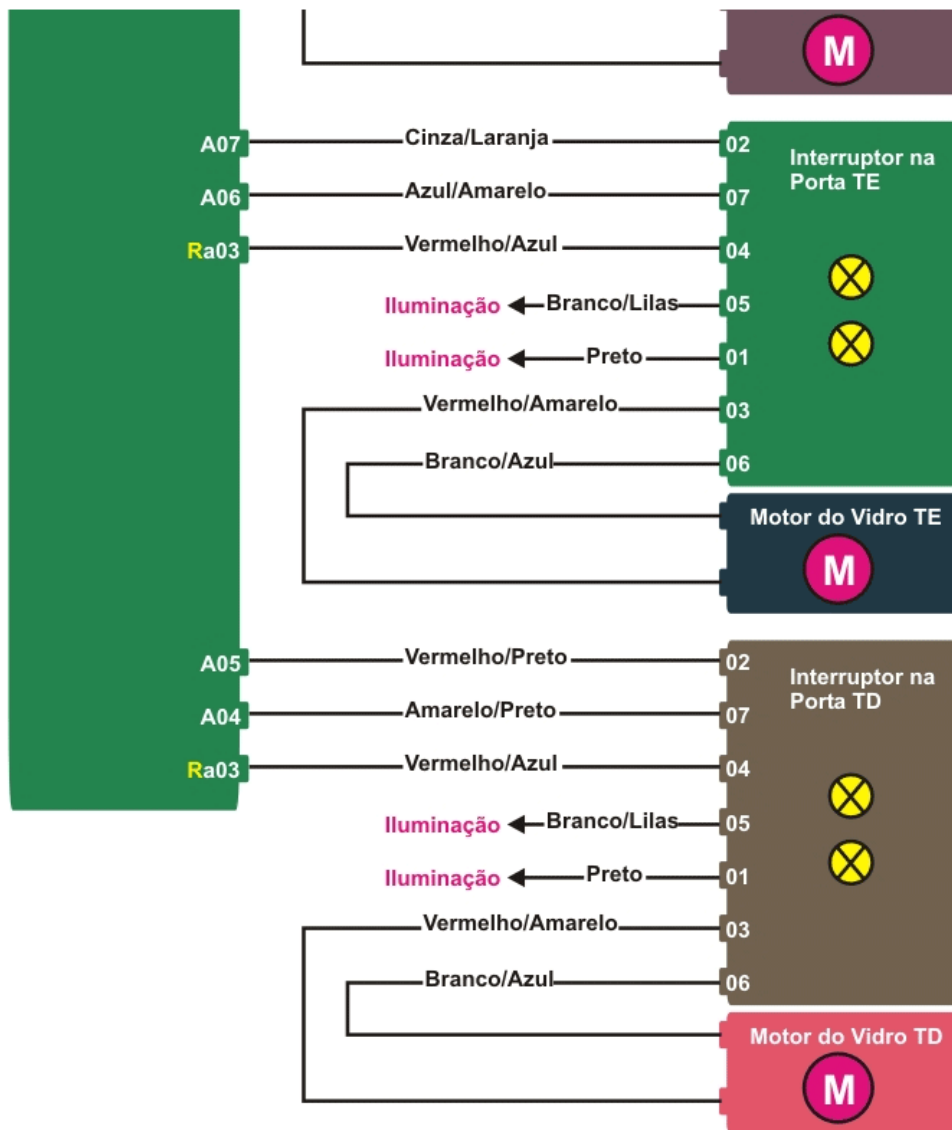 M
A07 Cinza/Laranja 02
Interruptor na
Porta TE
A06 Azul/Amarelo 07
Ra03 Vermelho/Azul 04
Iluminação Branco/Lilas 05
Iluminação Preto 01
Vermelho/Amarelo 03
Branco/Azul 06
Motor do Vidro TE
M
A05 Vermelho/Preto 02
Interruptor na
Porta TD
A04 Amarelo/Preto 07
Ra03 Vermelho/Azul 04
Iluminação Branco/Lilas 05
Iluminação Preto 01
Vermelho/Amarelo 03
Branco/Azul 06
Motor do Vidro TD
M